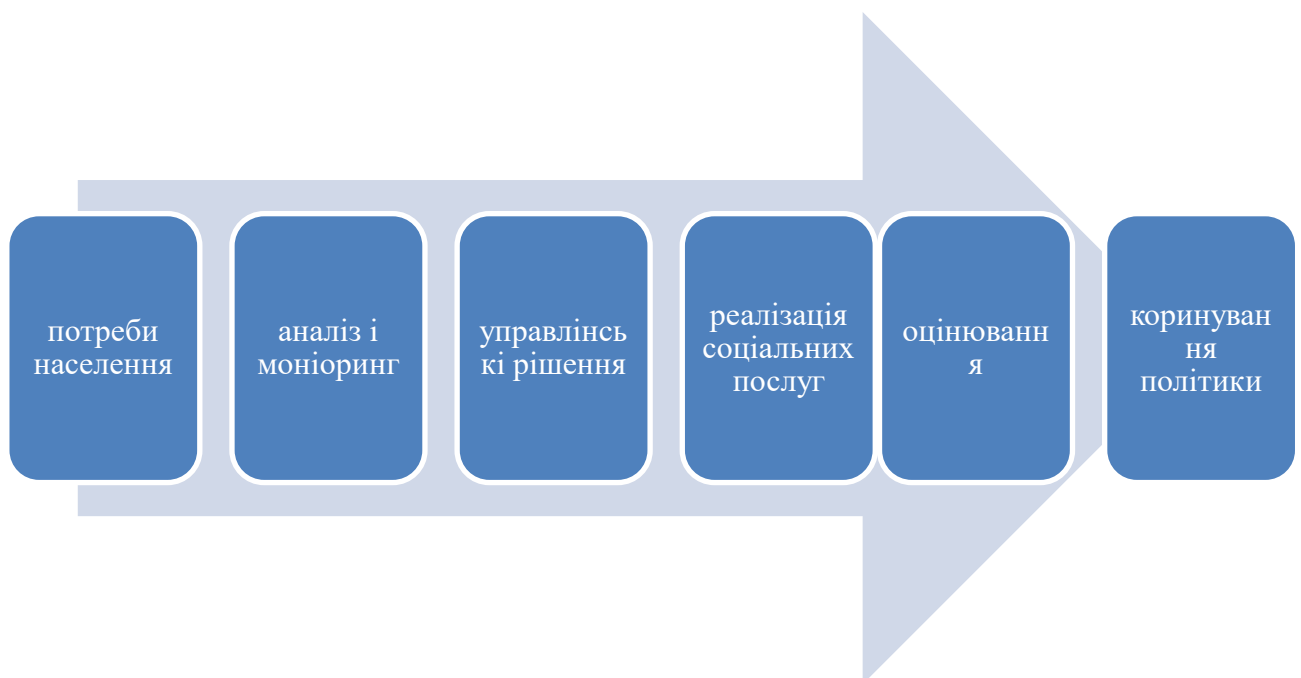 потреби
населення
аналіз і
моніоринг
управлінсь
кі рішення
реалізація
соціальних
послуг
оцінюванн
я
коринуван
ня
політики